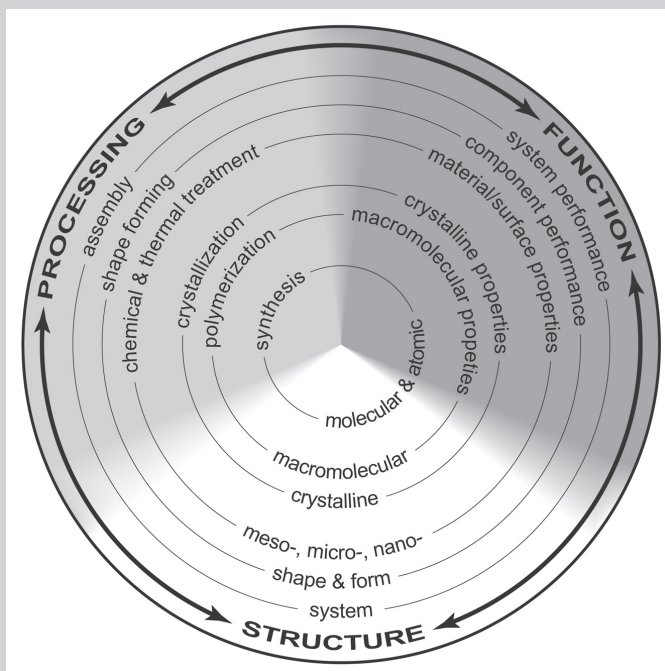 PROCESSING
FUNCTION
STRUCTURE
assembly
shape forming
chemical & thermal treatment
crystallization
polymerization
synthesis
system performance
component performance
material/surface properties
crystalline properties
macromolecular propeties
molecular & atomic
macromolecular
crystalline
meso-, micro-, nano-
shape & form
system